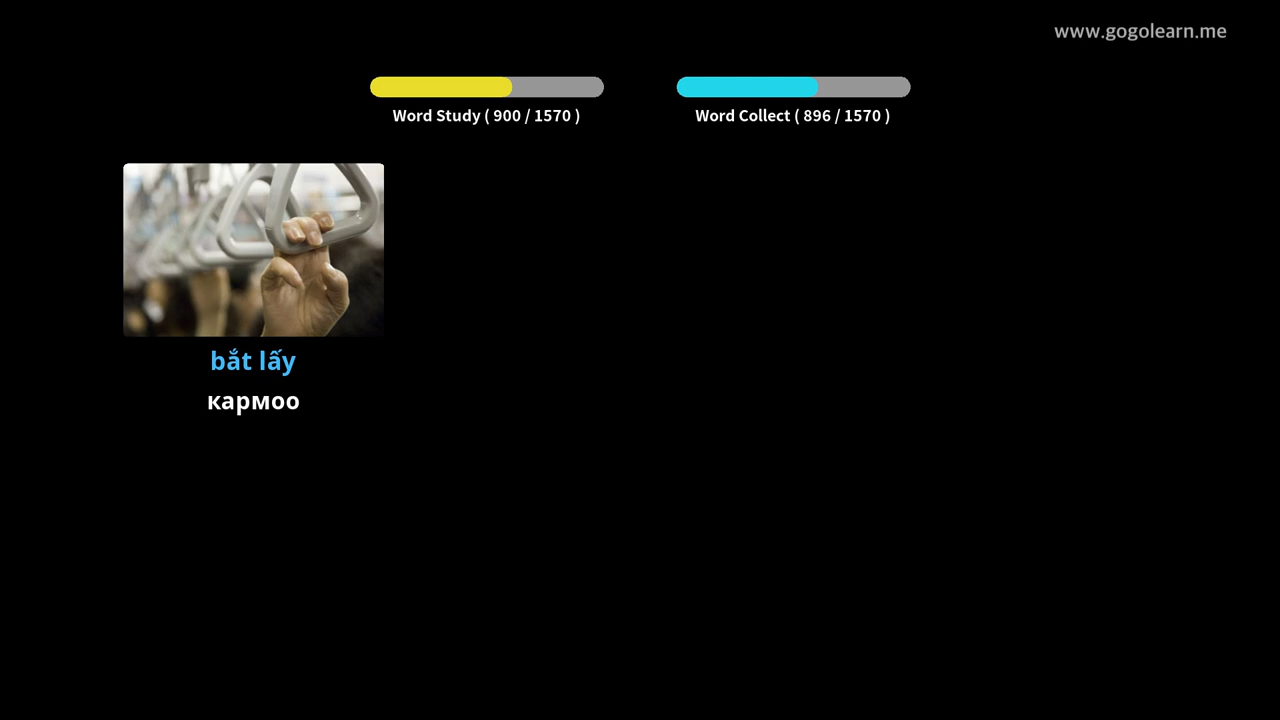 www.gogolearn.me
Word Study ( 900 / 1570 )
Word Collect ( 896 / 1570 )
bắt lấy
кармоо